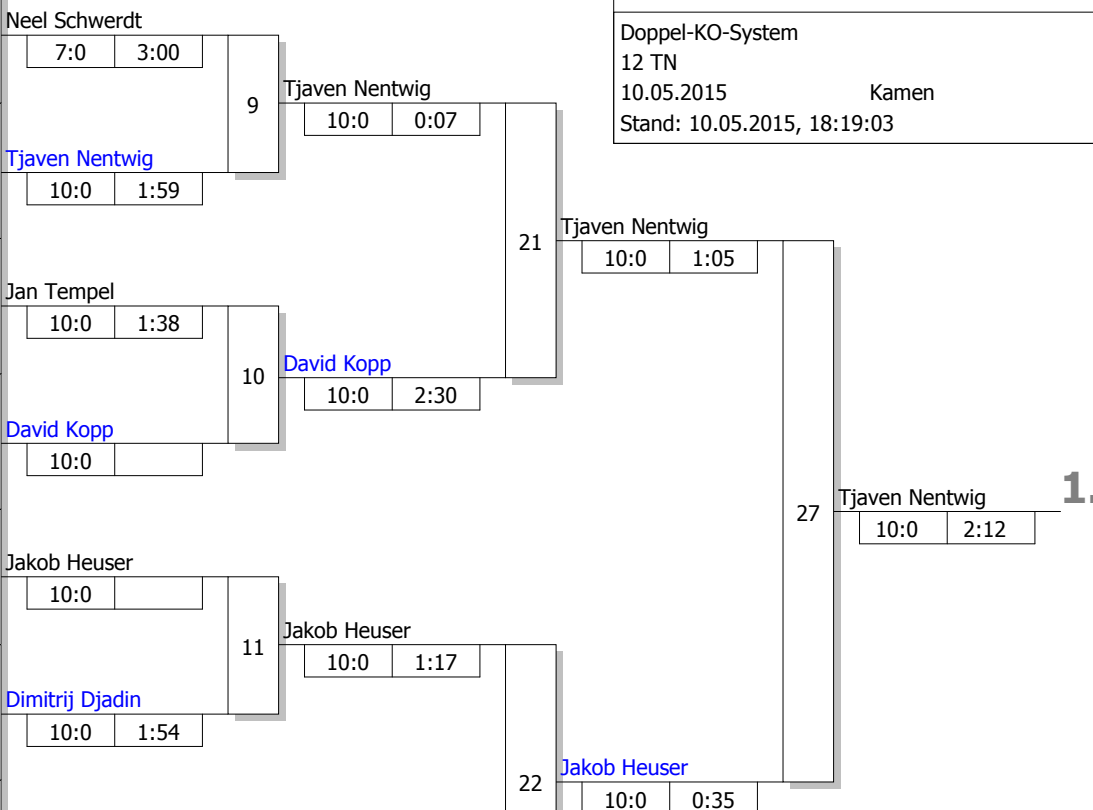 Doppel-KO-System
12 TN
10.05.2015 Kamen
Stand: 10.05.2015, 18:19:03
Neel Schwerdt
7:0 3:00
9
Tjaven Nentwig
10:0 0:07
Tjaven Nentwig
10:0 1:59
21
Tjaven Nentwig
10:0 1:05
Jan Tempel
10:0 1:38
10
David Kopp
10:0 2:30
David Kopp
10:0
27
Tjaven Nentwig
10:0 2:12
1.
Jakob Heuser
10:0
11
Jakob Heuser
10:0 1:17
Dimitrij Djadin
10:0 1:54
22
Jakob Heuser
10:0 0:35